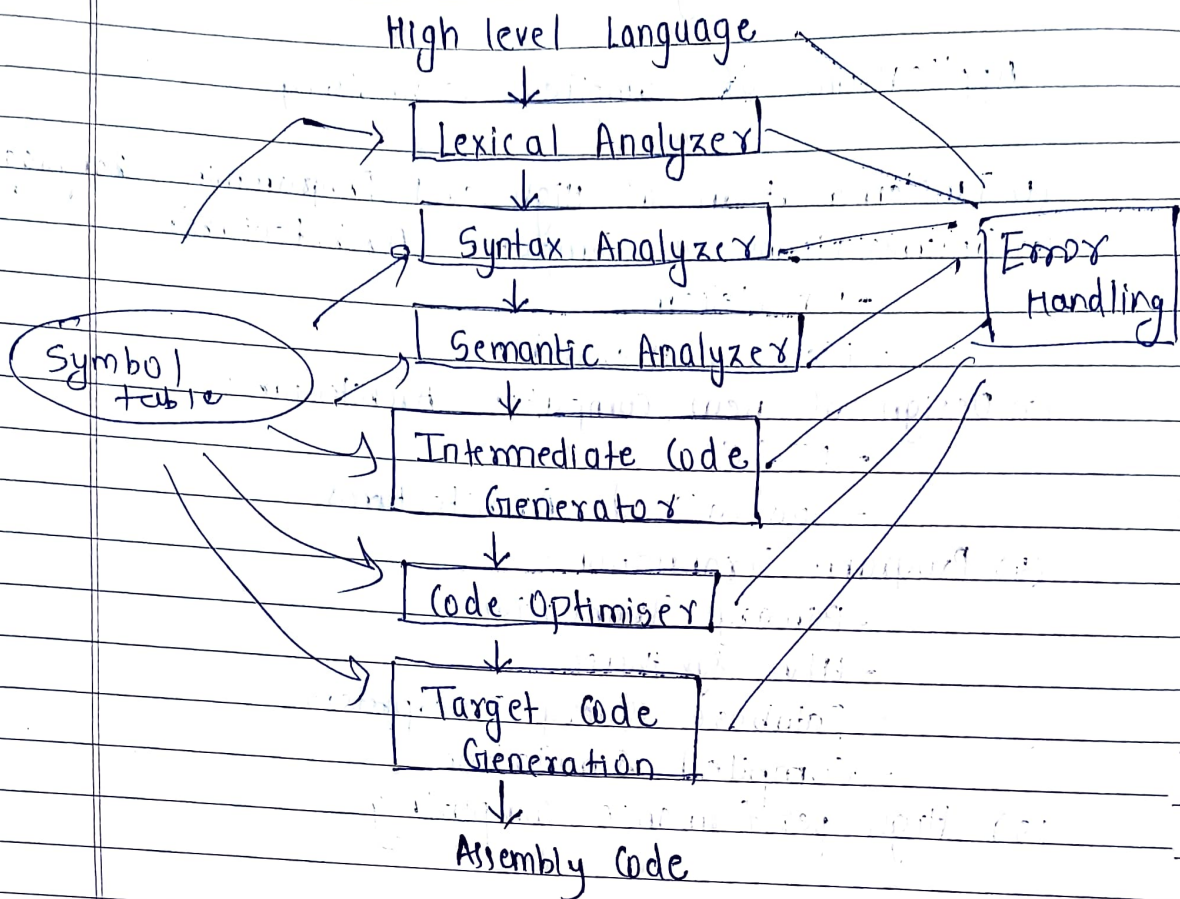 High level Language
Lexical Analyzer
Syntax Analyzer
Error
Handling
Semantic Analyzer
Symbol
table
Intermediate Code
Generator
Code Optimiser
Target Code
Generation
Assembly Code